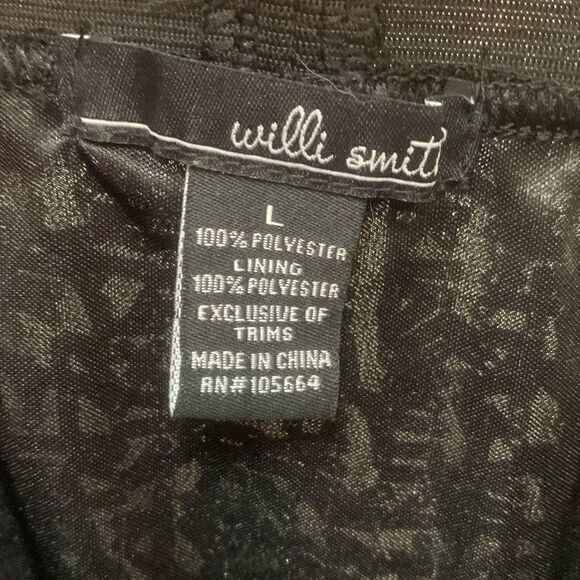 willi smit
L
100% POLYESTER
LINING
100% POLYESTER
EXCLUSIVE OF
TRIMS
MADE IN CHINA
RN#105664